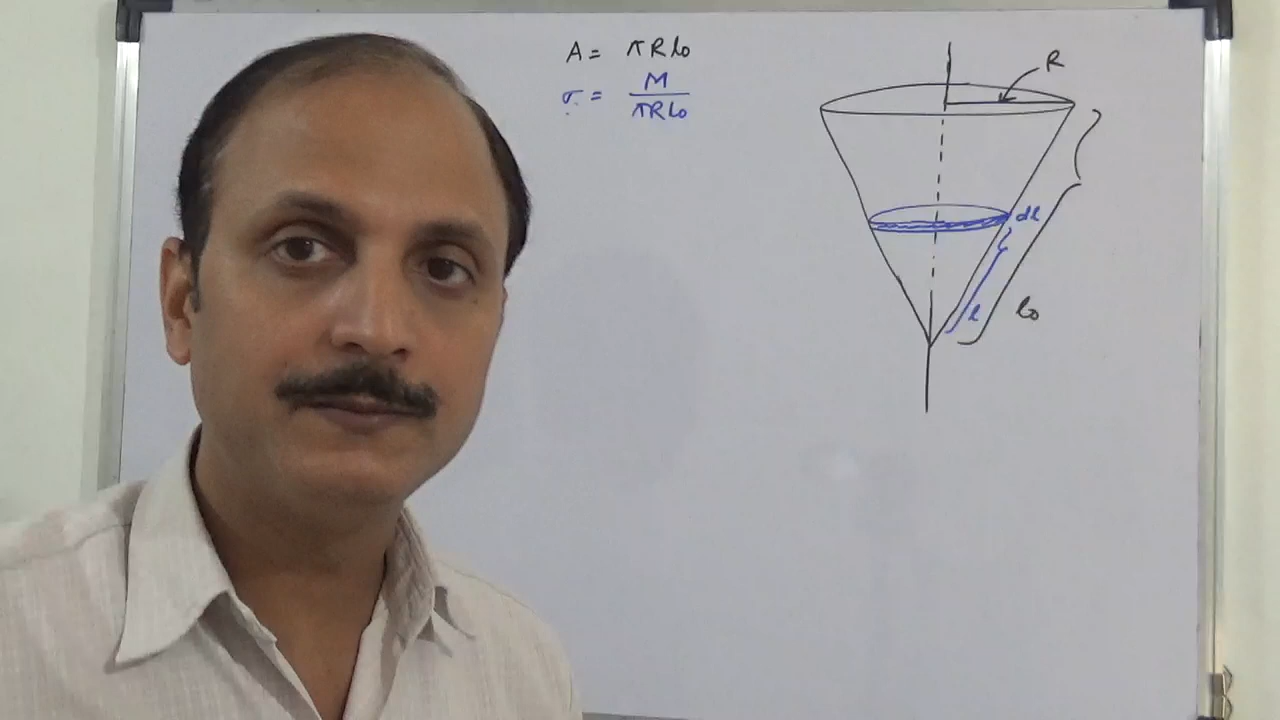 A = πRl₀
σ = M/πRl₀
R
dl
l
l₀